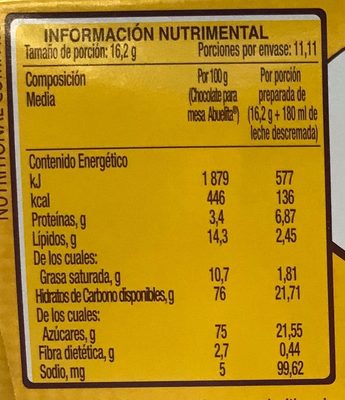 INFORMACIÓN NUTRIMENTAL
Tamaño de porción: 16,2 g Porciones por envase: 11,11
Composición Por 100 g Por porción
Media (Chocolate para preparada de
mesa Abuelita®) (16,2 g + 180 ml de
leche descremada)
Contenido Energético
kJ 1 879 577
kcal 446 136
Proteínas, g 3,4 6,87
Lípidos, g 14,3 2,45
De los cuales:
Grasa saturada, g 10,7 1,81
Hidratos de Carbono disponibles, g 76 21,71
De los cuales:
Azúcares, g 75 21,55
Fibra dietética, g 2,7 0,44
Sodio, mg 5 99,62